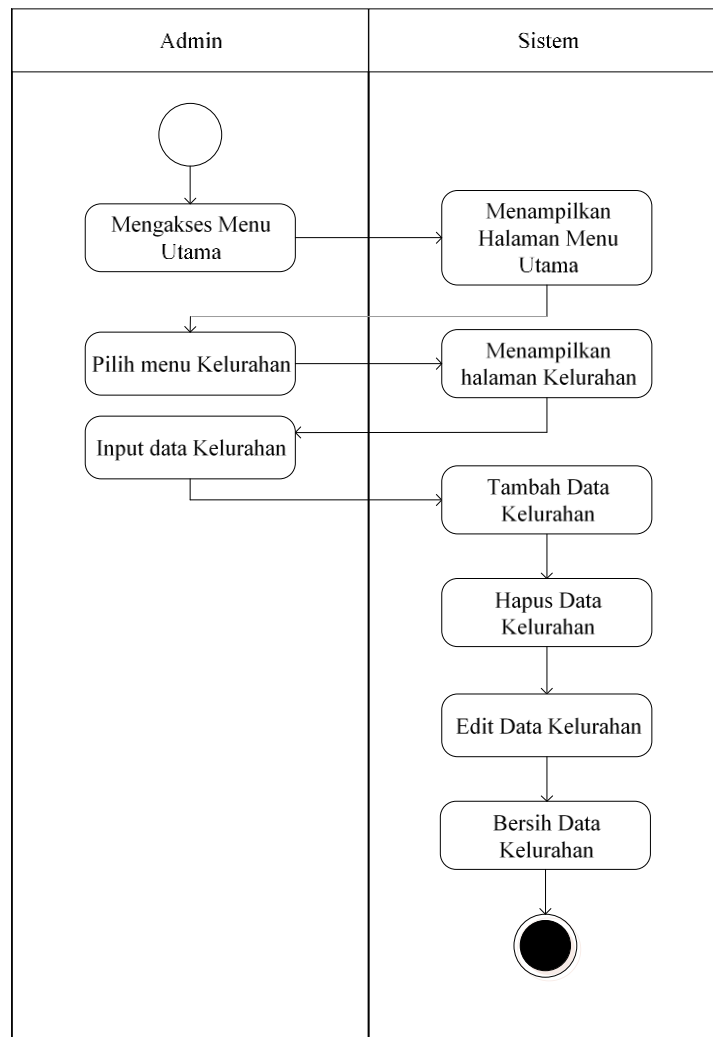 Admin
Sistem
Mengakses Menu
Utama
Menampilkan
Halaman Menu
Utama
Pilih menu Kelurahan
Menampilkan
halaman Kelurahan
Input data Kelurahan
Tambah Data
Kelurahan
Hapus Data
Kelurahan
Edit Data Kelurahan
Bersih Data
Kelurahan